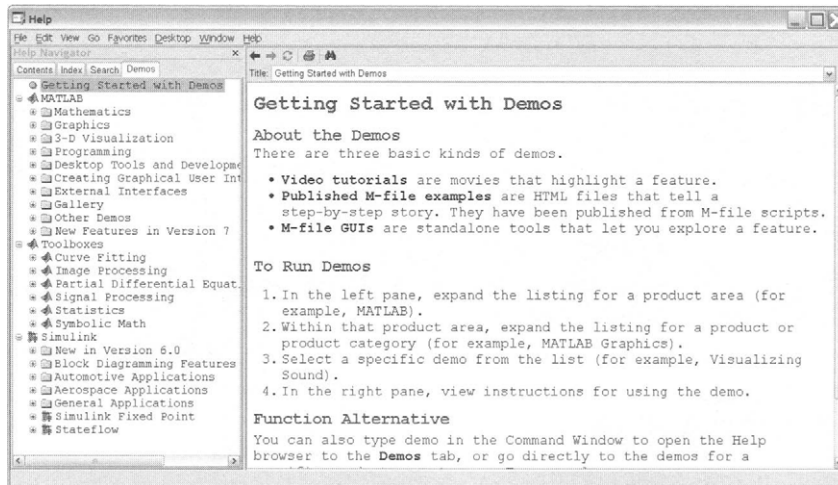 Help
File Edit View Go Favorites Desktop Window Help
Help Navigator
Contents Index Search Demos
Title: Getting Started with Demos
Getting Started with Demos
MATLAB
Mathematics
Graphics
3-D Visualization
Programming
Desktop Tools and Developme
Creating Graphical User Int
External Interfaces
Gallery
Other Demos
New Features in Version 7
Toolboxes
Curve Fitting
Image Processing
Partial Differential Equat
Signal Processing
Statistics
Symbolic Math
Simulink
New in Version 6.0
Block Diagramming Features
Automotive Applications
Aerospace Applications
General Applications
Simulink Fixed Point
Stateflow
Getting Started with Demos
About the Demos
There are three basic kinds of demos.
• Video tutorials are movies that highlight a feature.
• Published M-file examples are HTML files that tell a
step-by-step story. They have been published from M-file scripts.
• M-file GUIs are standalone tools that let you explore a feature.
To Run Demos
1. In the left pane, expand the listing for a product area (for
example, MATLAB).
2. Within that product area, expand the listing for a product or
product category (for example, MATLAB Graphics).
3. Select a specific demo from the list (for example, Visualizing
Sound).
4. In the right pane, view instructions for using the demo.
Function Alternative
You can also type demo in the Command Window to open the Help
browser to the Demos tab, or go directly to the demos for a